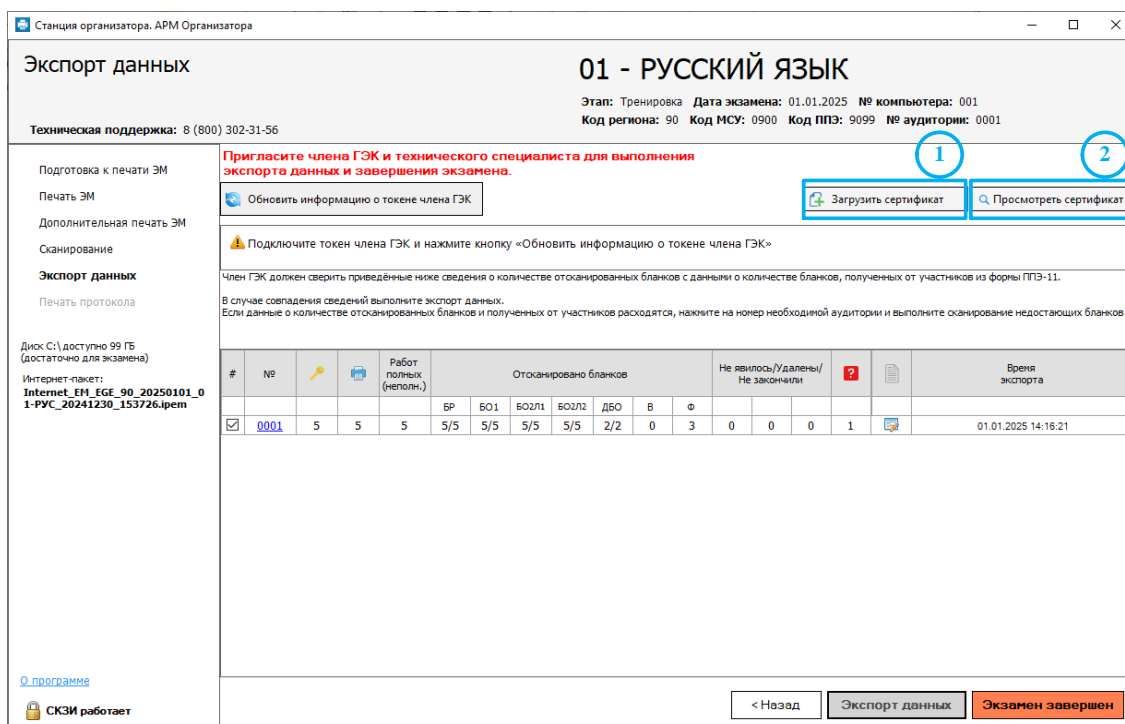 Станция организатора. АРМ Организатора
Экспорт данных
01 - РУССКИЙ ЯЗЫК
Этап: Тренировка Дата экзамена: 01.01.2025 № компьютера: 001
Код региона: 90 Код МСУ: 0900 Код ППЭ: 9099 № аудитории: 0001
Техническая поддержка: 8 (800) 302-31-56
Подготовка к печати ЭМ
Печать ЭМ
Дополнительная печать ЭМ
Сканирование
Экспорт данных
Печать протокола
Диск C:\ доступно 99 ГБ
(достаточно для экзамена)
Интернет-пакет:
Internet_EM_EGE_90_20250101_0
1-РУС_20241230_153726.ipem
О программе
СКЗИ работает
Пригласите члена ГЭК и технического специалиста для выполнения
экспорта данных и завершения экзамена.
1
2
Обновить информацию о токене члена ГЭК
Загрузить сертификат
Просмотреть сертификат
Подключите токен члена ГЭК и нажмите кнопку «Обновить информацию о токене члена ГЭК»
Член ГЭК должен сверить приведённые ниже сведения о количестве отсканированных бланков с данными о количестве бланков, полученных от участников из формы ППЭ-11.
В случае совпадения сведений выполните экспорт данных.
Если данные о количестве отсканированных бланков и полученных от участников расходятся, нажмите на номер необходимой аудитории и выполните сканирование недостающих бланков.
# № Работ полных (неполн.) Отсканировано бланков Не явилось/Удалены/ Не закончили ? Время экспорта
БР БО1 БО2Л1 БО2Л2 ДБО В Ф
0001 5 5 5 5/5 5/5 5/5 5/5 2/2 0 3 0 0 0 1 01.01.2025 14:16:21
< Назад
Экспорт данных
Экзамен завершен